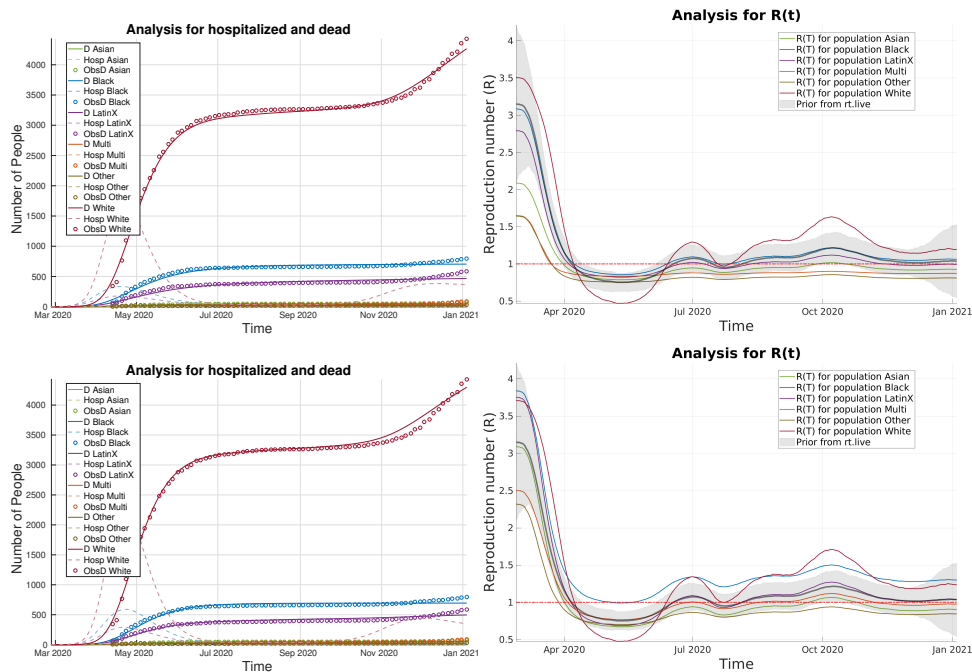 Analysis for hospitalized and dead
Number of People
4000
3500
3000
2500
2000
1500
1000
500
0
D Asian
Hosp Asian
ObsD Asian
D Black
Hosp Black
ObsD Black
D LatinX
Hosp LatinX
ObsD LatinX
D Multi
Hosp Multi
ObsD Multi
D Other
Hosp Other
ObsD Other
D White
Hosp White
ObsD White
Mar 2020 May 2020 Jul 2020 Sep 2020 Nov 2020 Jan 2021
Time
Analysis for R(t)
Reproduction number (R)
4
3.5
3
2.5
2
1.5
1
0.5
R(T) for population Asian
R(T) for population Black
R(T) for population LatinX
R(T) for population Multi
R(T) for population Other
R(T) for population White
Prior from rt.live
Apr 2020 Jul 2020 Oct 2020 Jan 2021
Time
Analysis for hospitalized and dead
Number of People
4000
3500
3000
2500
2000
1500
1000
500
0
D Asian
Hosp Asian
ObsD Asian
D Black
Hosp Black
ObsD Black
D LatinX
Hosp LatinX
ObsD LatinX
D Multi
Hosp Multi
ObsD Multi
D Other
Hosp Other
ObsD Other
D White
Hosp White
ObsD White
Mar 2020 May 2020 Jul 2020 Sep 2020 Nov 2020 Jan 2021
Time
Analysis for R(t)
Reproduction number (R)
4
3.5
3
2.5
2
1.5
1
0.5
R(T) for population Asian
R(T) for population Black
R(T) for population LatinX
R(T) for population Multi
R(T) for population Other
R(T) for population White
Prior from rt.live
Apr 2020 Jul 2020 Oct 2020 Jan 2021
Time